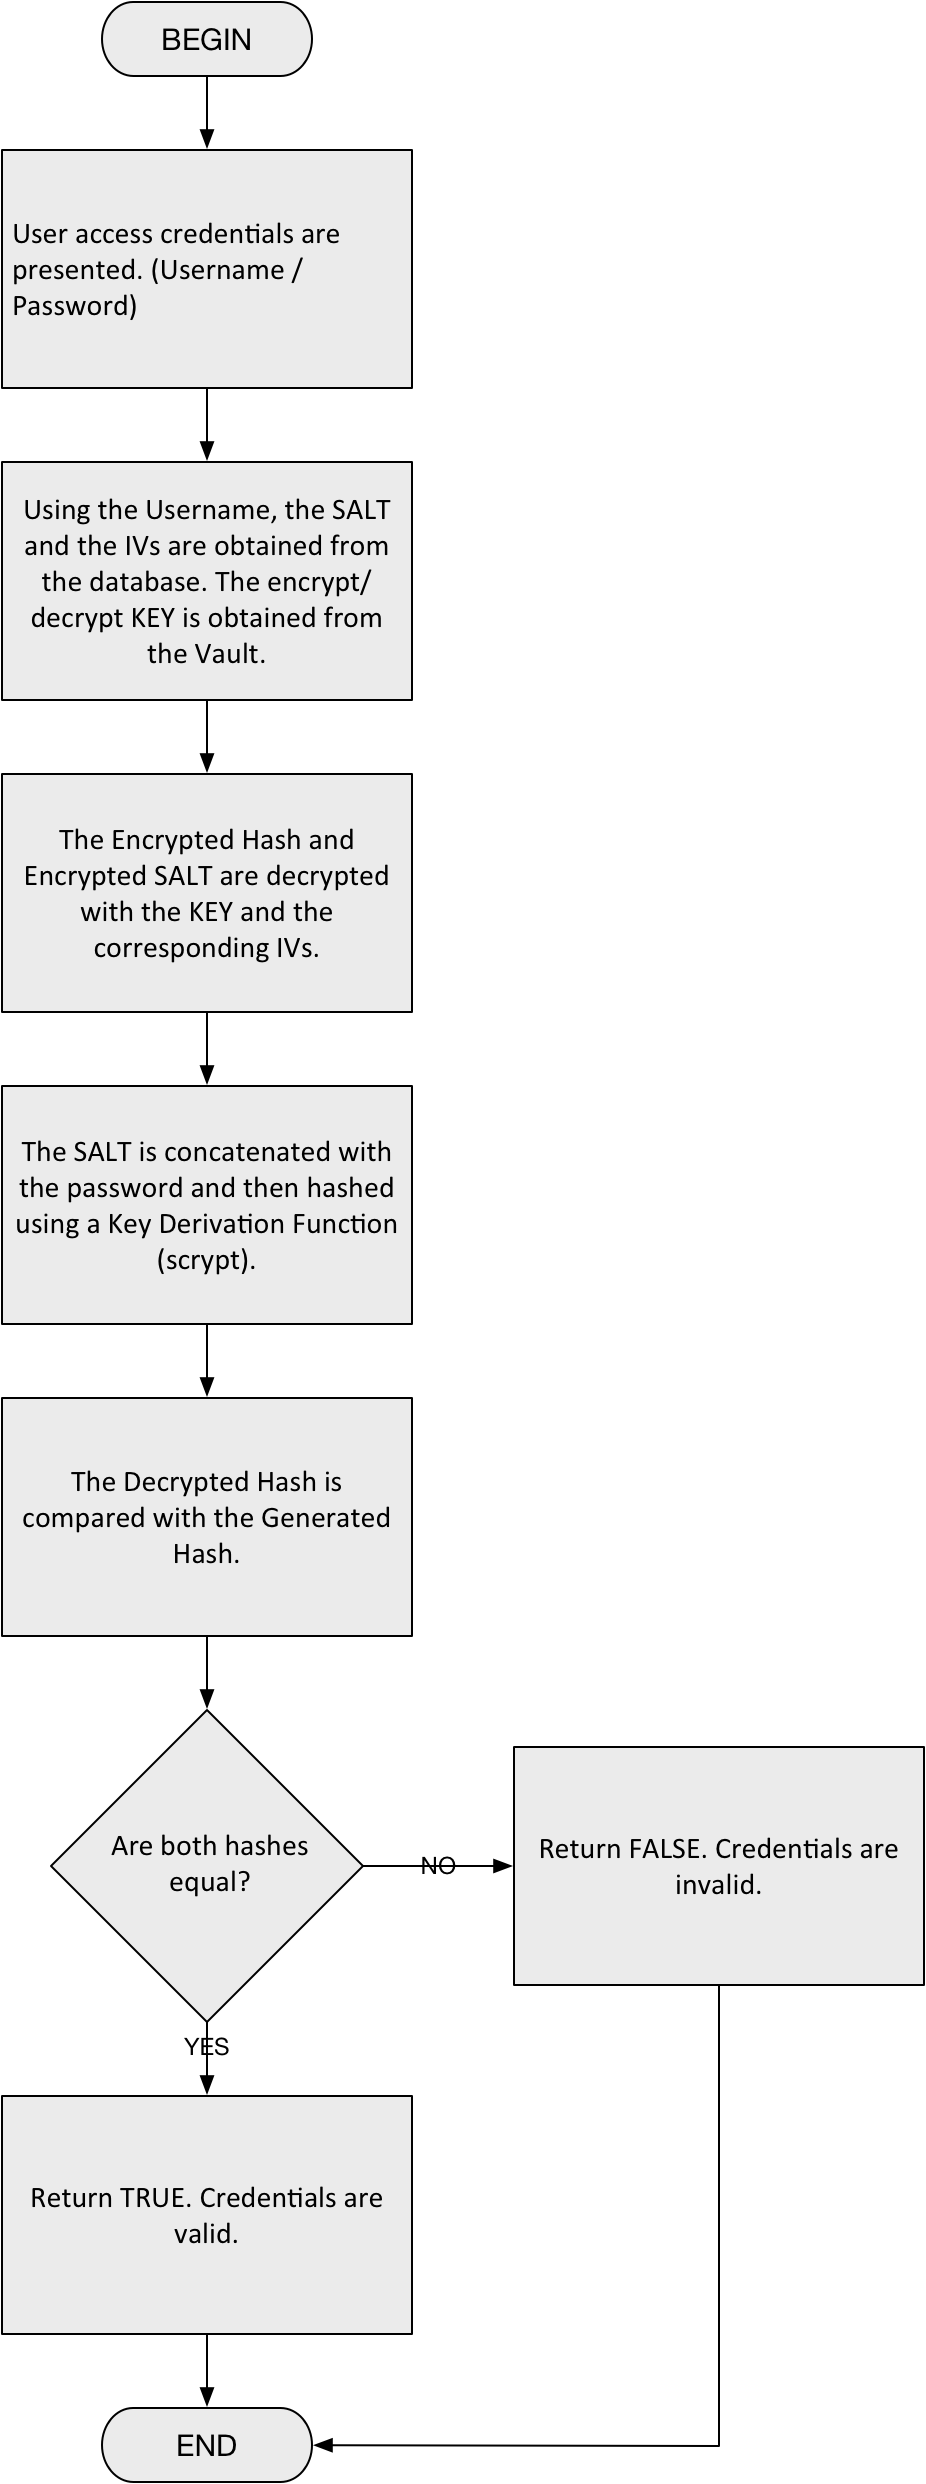 BEGIN
User access credentials are
presented. (Username /
Password)
Using the Username, the SALT
and the IVs are obtained from
the database. The encrypt/
decrypt KEY is obtained from
the Vault.
The Encrypted Hash and
Encrypted SALT are decrypted
with the KEY and the
corresponding IVs.
The SALT is concatenated with
the password and then hashed
using a Key Derivation Function
(scrypt).
The Decrypted Hash is
compared with the Generated
Hash.
Are both hashes
equal?
NO
Return FALSE. Credentials are
invalid.
YES
Return TRUE. Credentials are
valid.
END